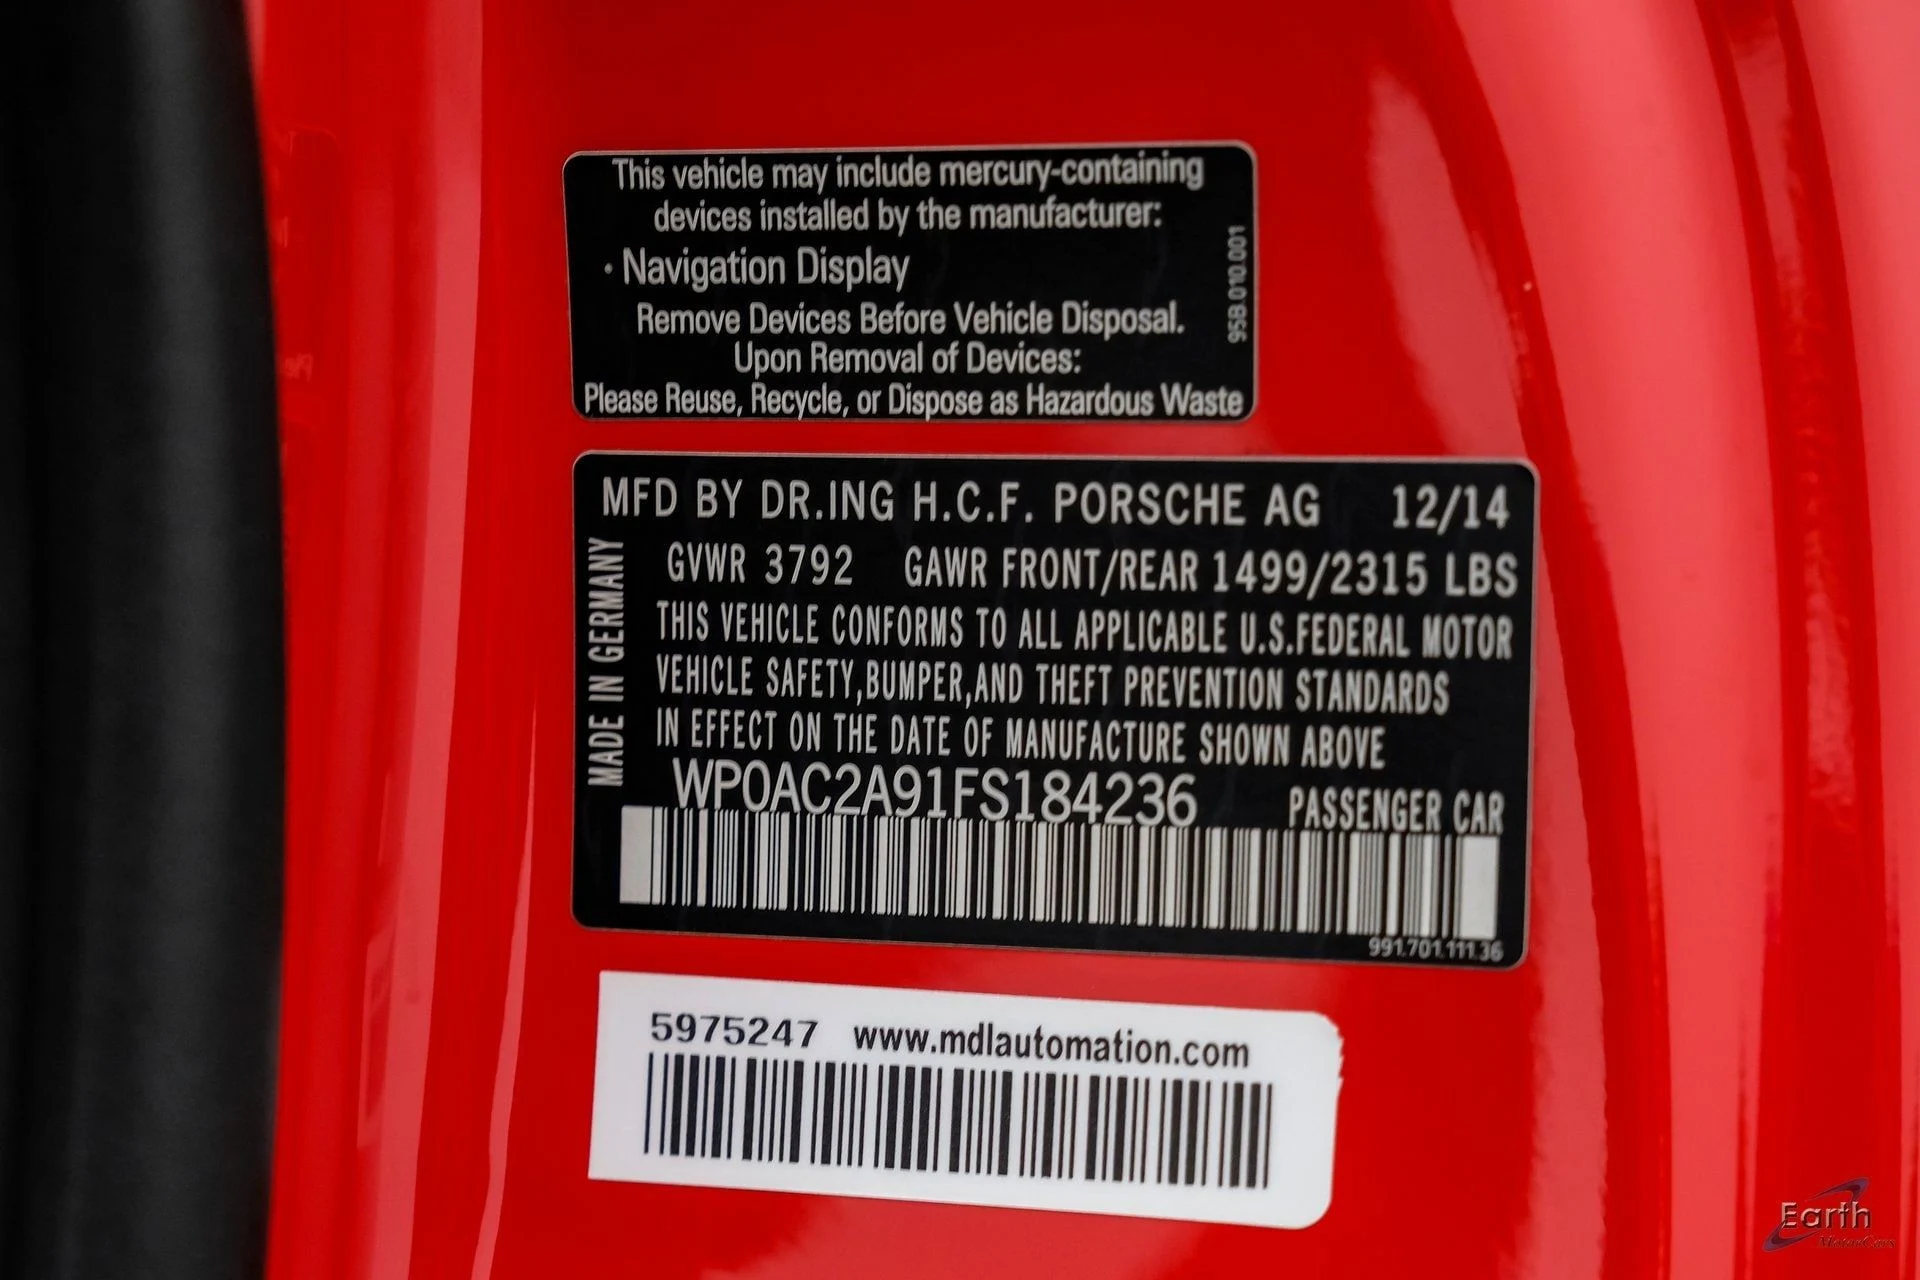 This vehicle may include mercury-containing
devices installed by the manufacturer:
· Navigation Display
Remove Devices Before Vehicle Disposal.
Upon Removal of Devices:
Please Reuse, Recycle, or Dispose as Hazardous Waste
95B.010.001
MFD BY DR.ING H.C.F. PORSCHE AG 12/14
GVWR 3792 GAWR FRONT/REAR 1499/2315 LBS
THIS VEHICLE CONFORMS TO ALL APPLICABLE U.S.FEDERAL MOTOR
VEHICLE SAFETY,BUMPER,AND THEFT PREVENTION STANDARDS
IN EFFECT ON THE DATE OF MANUFACTURE SHOWN ABOVE
MADE IN GERMANY
WP0AC2A91FS184236 PASSENGER CAR
991.701.111.36
5975247 www.mdlautomation.com
Earth
MotorCars